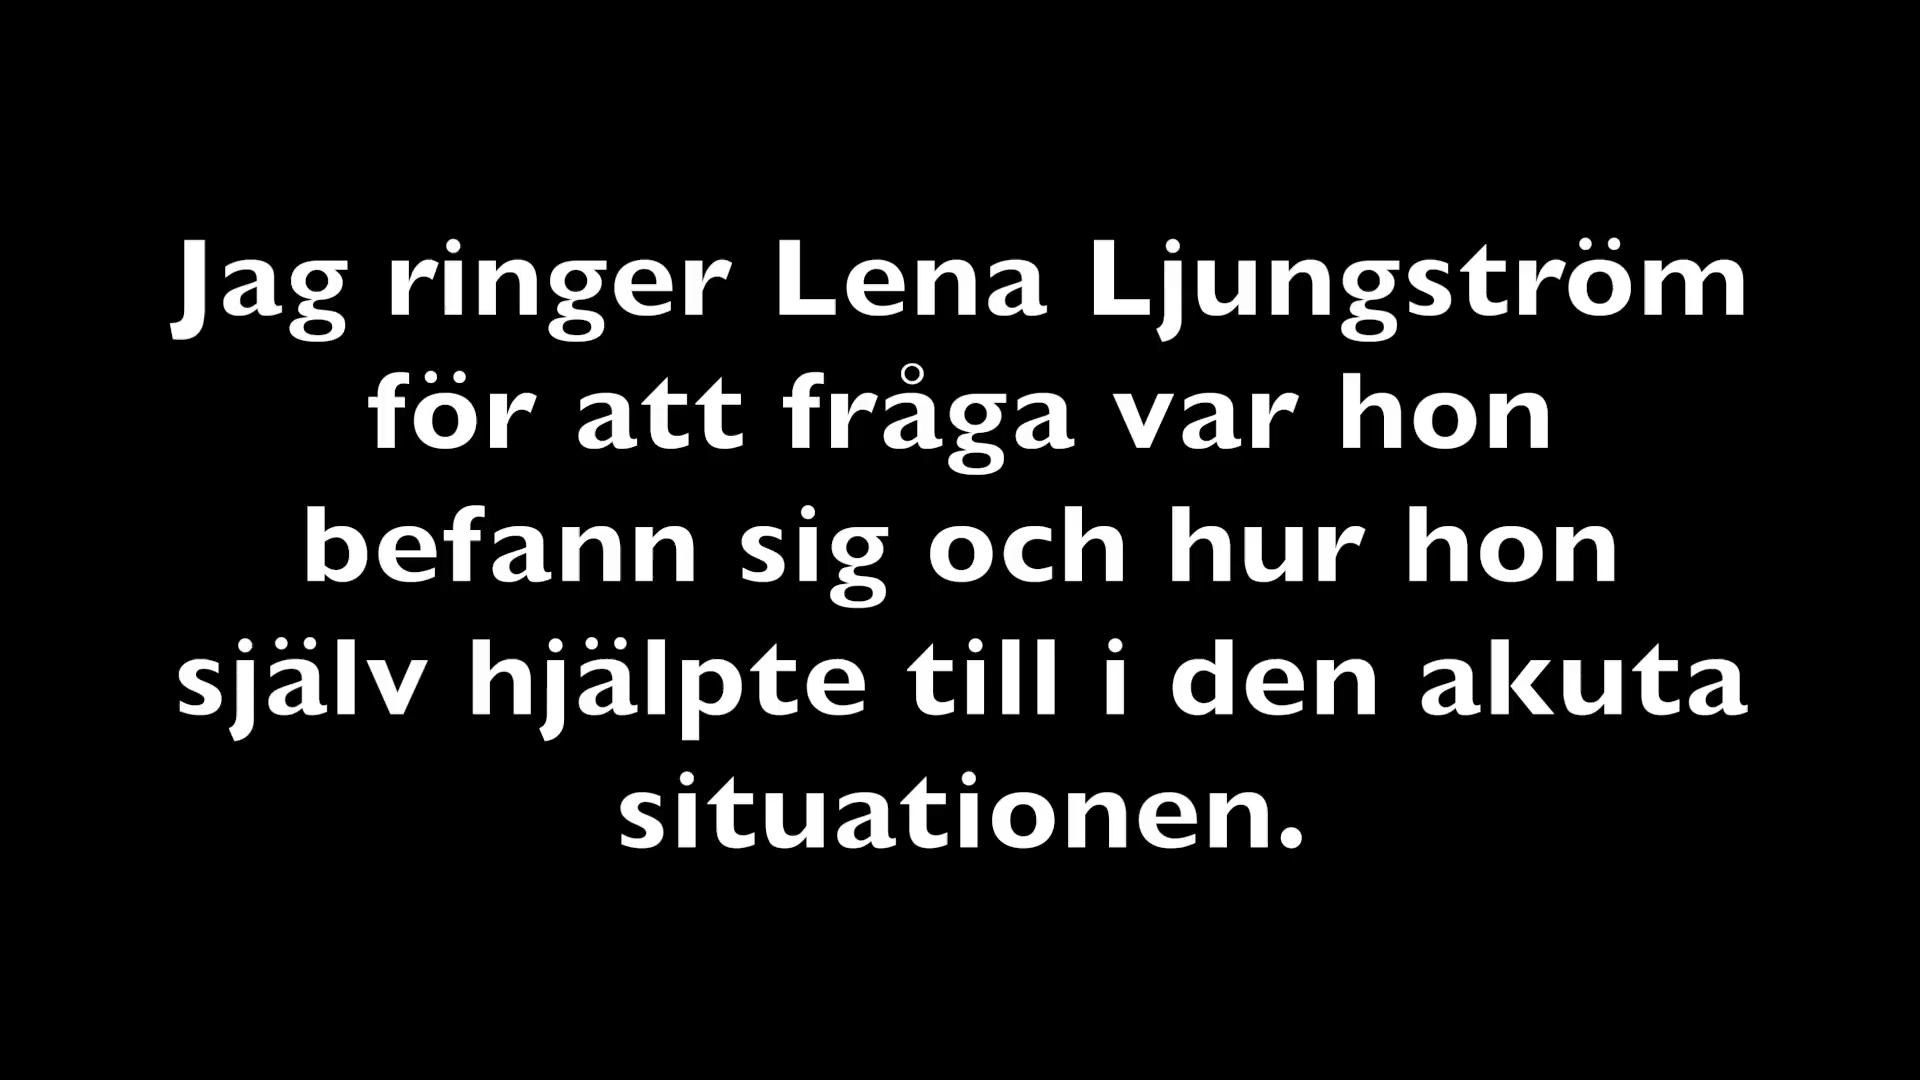 Jag ringer Lena Ljungström
för att fråga var hon
befann sig och hur hon
själv hjälpte till i den akuta
situationen.